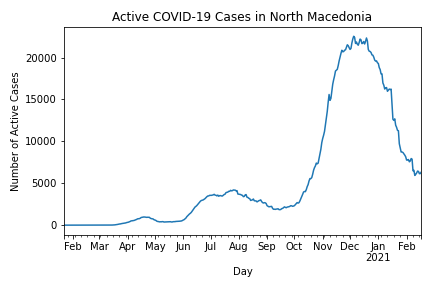 Active COVID-19 Cases in North Macedonia
Number of Active Cases
20000
15000
10000
5000
0
Feb Mar Apr May Jun Jul Aug Sep Oct Nov Dec Jan Feb
2021
Day